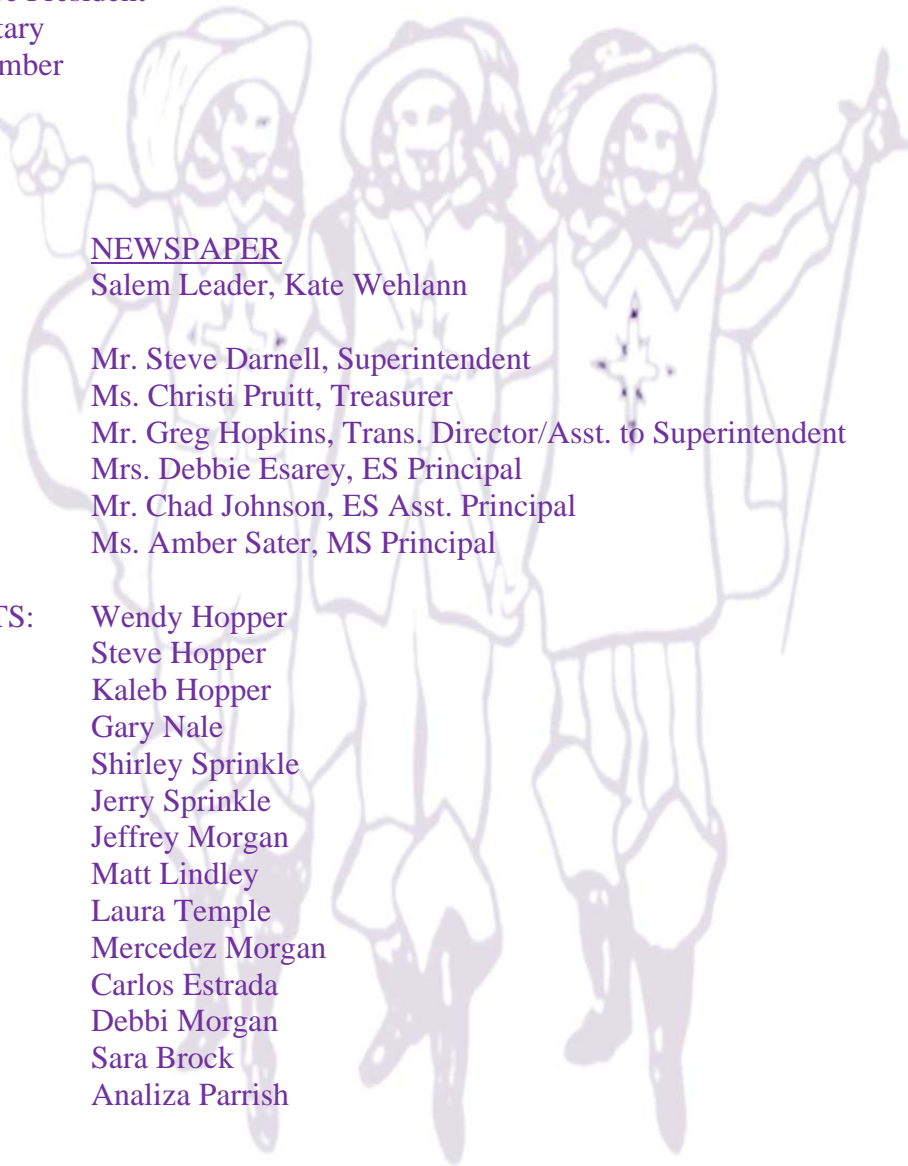 President
tary
mber
NEWSPAPER
Salem Leader, Kate Wehlann
Mr. Steve Darnell, Superintendent
Ms. Christi Pruitt, Treasurer
Mr. Greg Hopkins, Trans. Director/Asst. to Superintendent
Mrs. Debbie Esarey, ES Principal
Mr. Chad Johnson, ES Asst. Principal
Ms. Amber Sater, MS Principal
TS: Wendy Hopper
Steve Hopper
Kaleb Hopper
Gary Nale
Shirley Sprinkle
Jerry Sprinkle
Jeffrey Morgan
Matt Lindley
Laura Temple
Mercedez Morgan
Carlos Estrada
Debbi Morgan
Sara Brock
Analiza Parrish